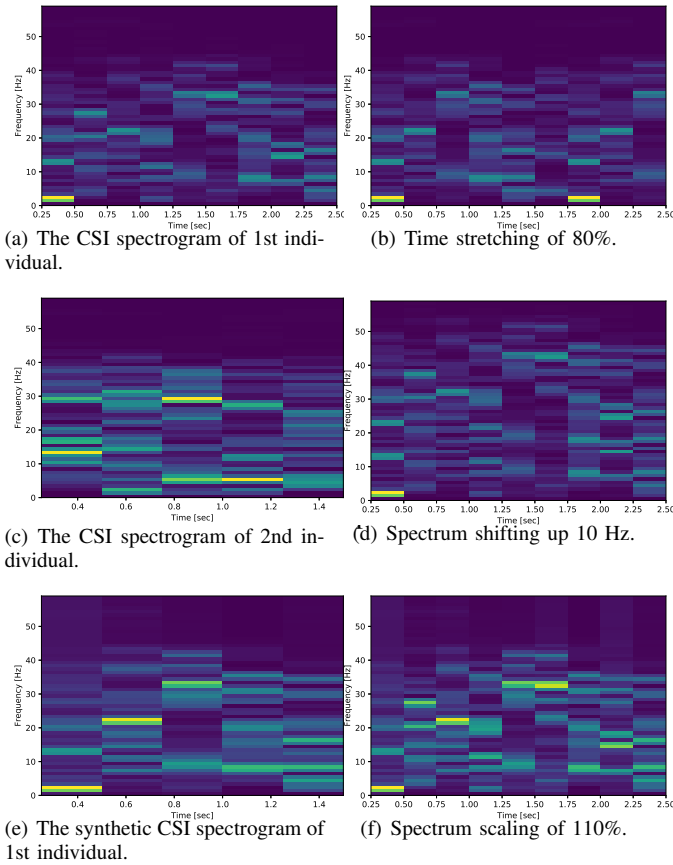 50
40
30
20
10
0
Frequency [Hz]
0.25 0.50 0.75 1.00 1.25 1.50 1.75 2.00 2.25 2.50
Time [sec]
(a) The CSI spectrogram of 1st indi-
vidual.
50
40
30
20
10
0
Frequency [Hz]
0.25 0.50 0.75 1.00 1.25 1.50 1.75 2.00 2.25 2.50
Time [sec]
(b) Time stretching of 80%.
50
40
30
20
10
0
Frequency [Hz]
0.4 0.6 0.8 1.0 1.2 1.4
Time [sec]
(c) The CSI spectrogram of 2nd in-
dividual.
50
40
30
20
10
0
Frequency [Hz]
0.25 0.50 0.75 1.00 1.25 1.50 1.75 2.00 2.25 2.50
Time [sec]
(d) Spectrum shifting up 10 Hz.
50
40
30
20
10
0
Frequency [Hz]
0.4 0.6 0.8 1.0 1.2 1.4
Time [sec]
(e) The synthetic CSI spectrogram of
1st individual.
50
40
30
20
10
0
Frequency [Hz]
0.25 0.50 0.75 1.00 1.25 1.50 1.75 2.00 2.25 2.50
Time [sec]
(f) Spectrum scaling of 110%.